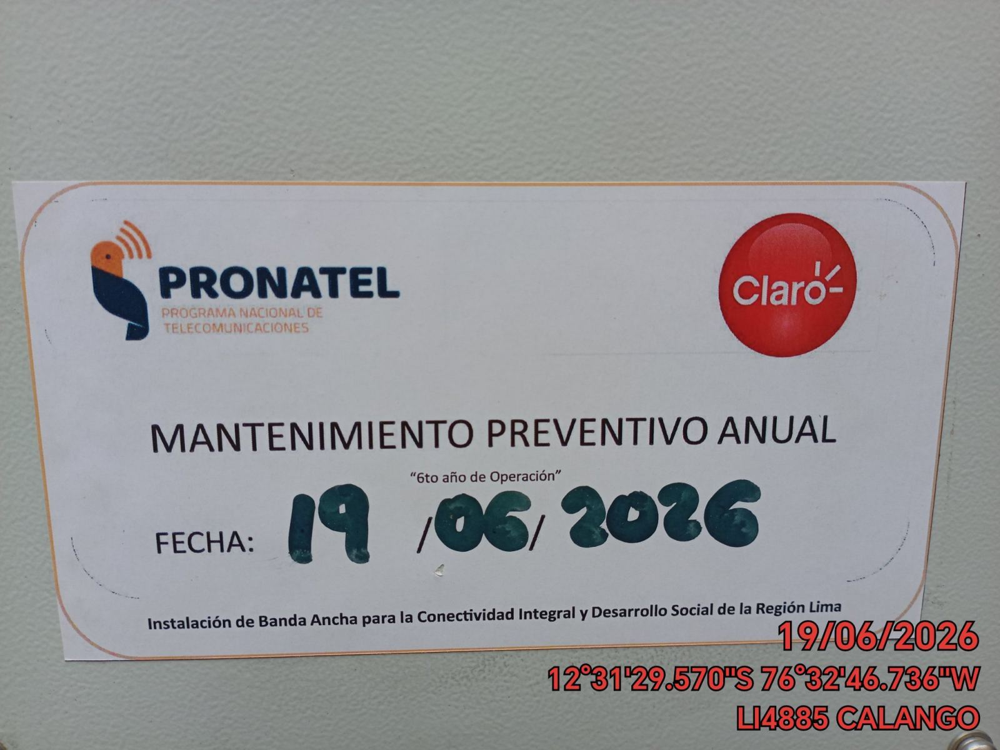 PRONATEL
PROGRAMA NACIONAL DE
TELECOMUNICACIONES
Claro
MANTENIMIENTO PREVENTIVO ANUAL
“6to año de Operación”
FECHA: 19 /06/ 2026
Instalación de Banda Ancha para la Conectividad Integral y Desarrollo Social de la Región Lima
19/06/2026
12°31'29.570"S 76°32'46.736"W
LI4885 CALANGO